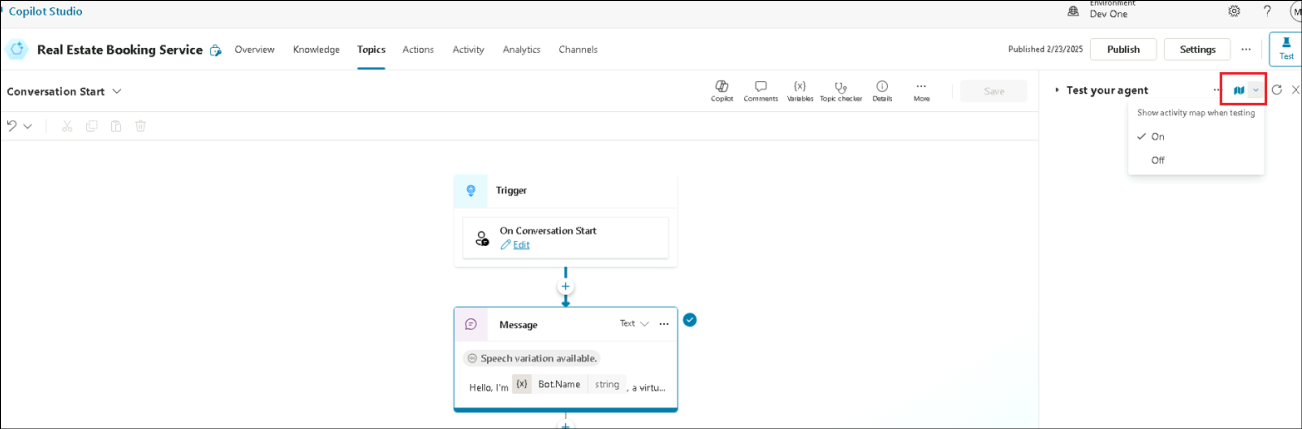 Copilot Studio
Environment
Dev One
?
Real Estate Booking Service
Overview
Knowledge
Topics
Actions
Activity
Analytics
Channels
Published 2/23/2025
Publish
Settings
...
Test
Conversation Start
Copilot
Comments
{x}
Variables
Topic checker
Details
More
Save
Test your agent
Show activity map when testing
On
Off
Trigger
On Conversation Start
Edit
Message
Text
...
Speech variation available.
Hello, I'm {x} Bot.Name string , a virtu...